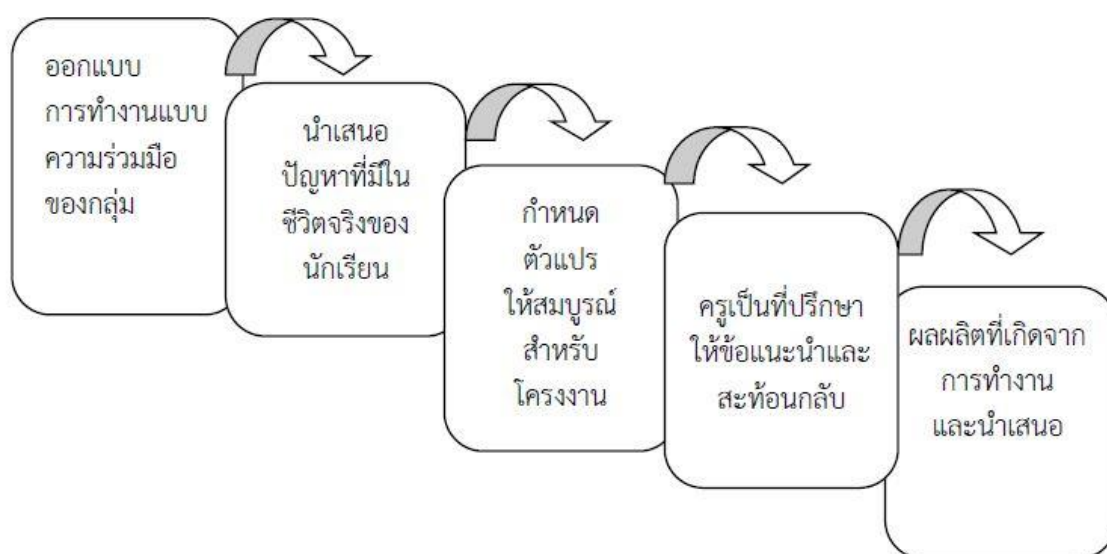 ออกแบบ
การทำงานแบบ
ความร่วมมือ
ของกลุ่ม
นำเสนอ
ปัญหาที่มีใน
ชีวิตจริงของ
นักเรียน
กำหนด
ตัวแปร
ให้สมบูรณ์
สำหรับ
โครงงาน
ครูเป็นที่ปรึกษา
ให้ข้อแนะนำและ
สะท้อนกลับ
ผลผลิตที่เกิดจาก
การทำงาน
และนำเสนอ